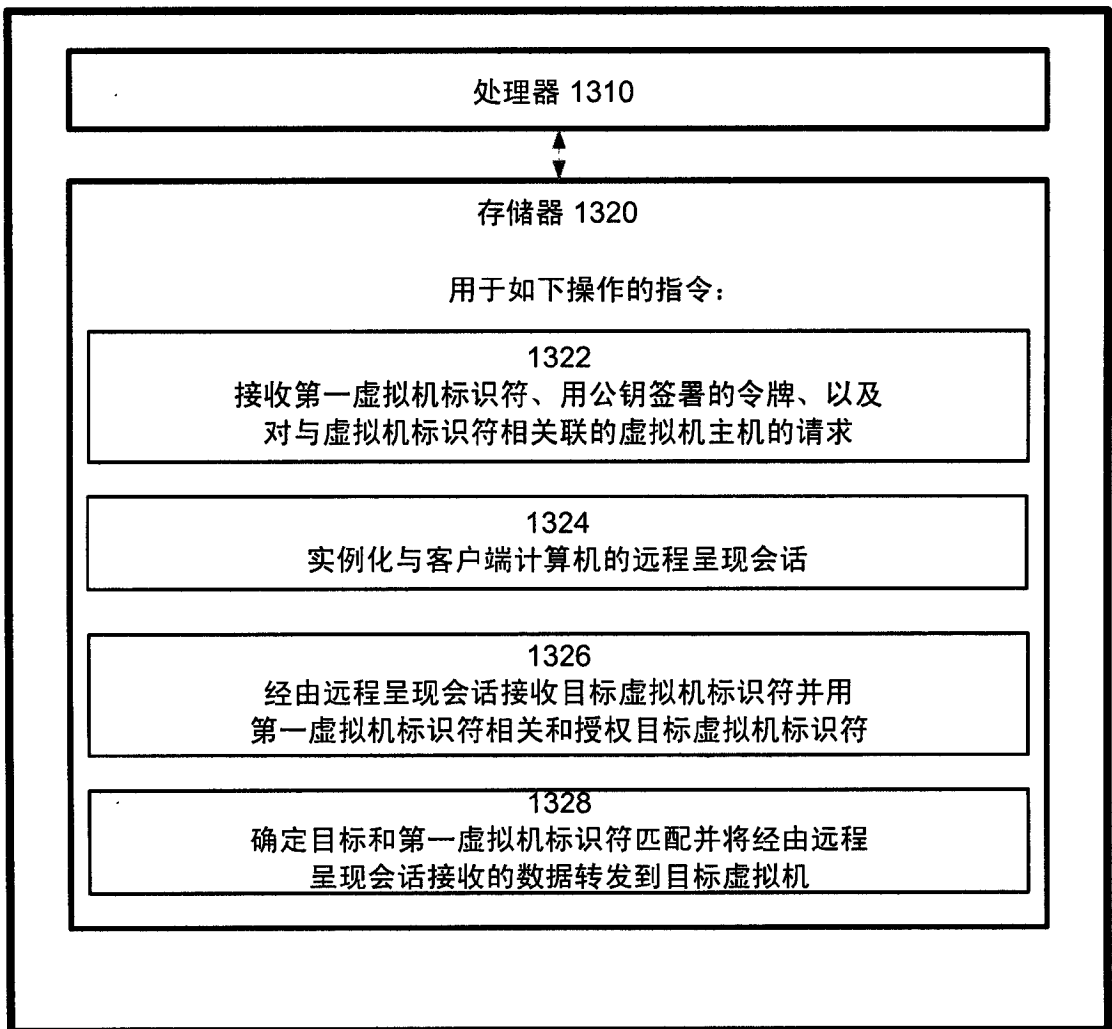 处理器 1310
存储器 1320
用于如下操作的指令：
1322
接收第一虚拟机标识符、用公钥签署的令牌、以及
对与虚拟机标识符相关联的虚拟机主机的请求
1324
实例化与客户端计算机的远程呈现会话
1326
经由远程呈现会话接收目标虚拟机标识符并用
第一虚拟机标识符相关和授权目标虚拟机标识符
1328
确定目标和第一虚拟机标识符匹配并将经由远程
呈现会话接收的数据转发到目标虚拟机